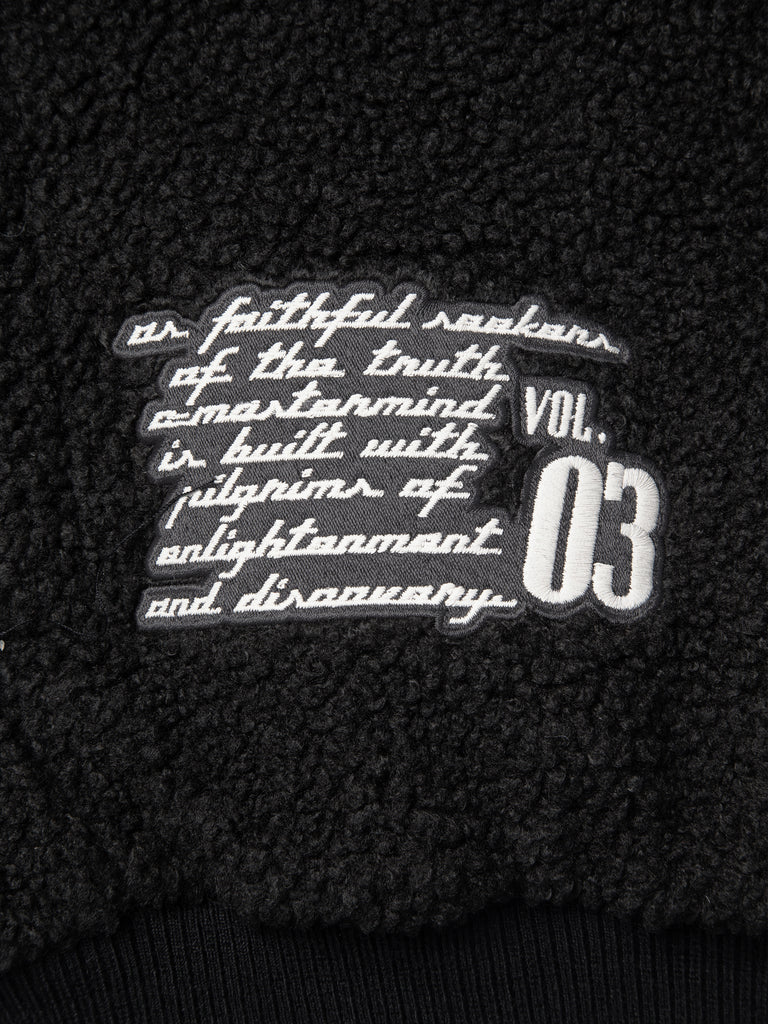 as faithful seekers
of the truth
a mastermind
is built with
pilgrims of
enlightenment
and discovery.
VOL.
03